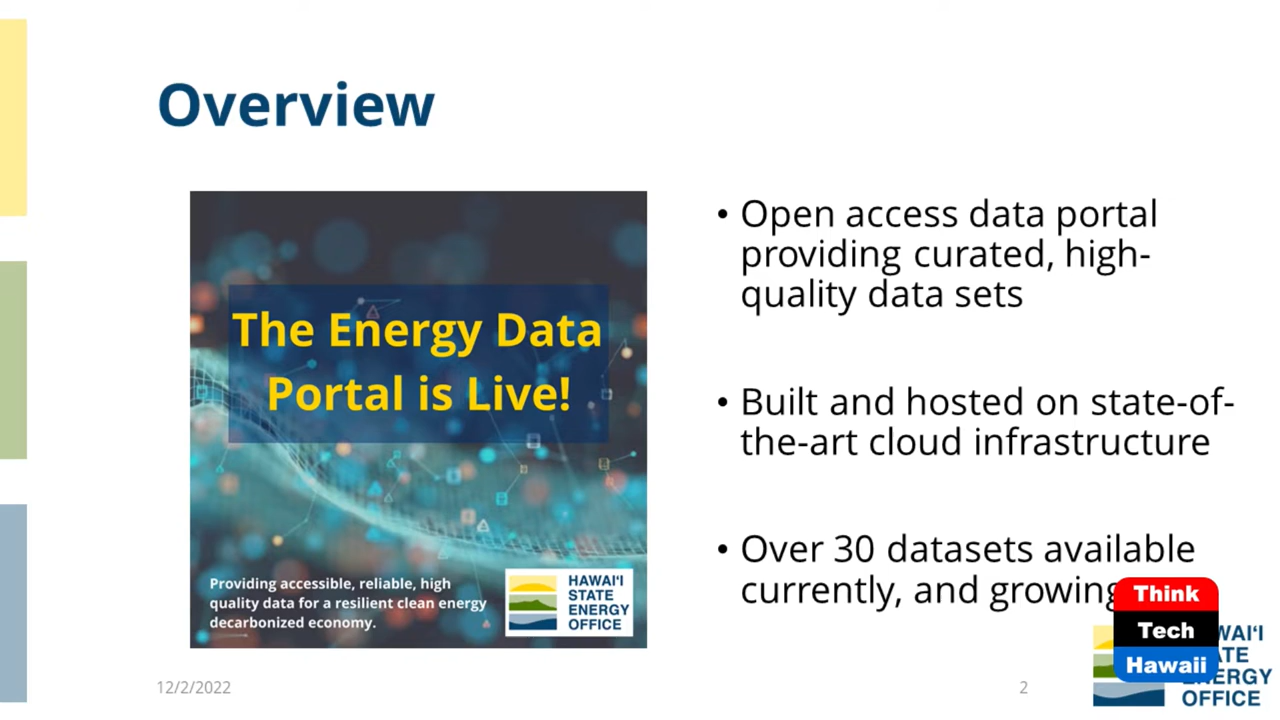 Overview
The Energy Data
Portal is Live!
Providing accessible, reliable, high
quality data for a resilient clean energy
decarbonized economy.
HAWAIʻI
STATE
ENERGY
OFFICE
• Open access data portal
providing curated, high-
quality data sets
• Built and hosted on state-of-
the-art cloud infrastructure
• Over 30 datasets available
currently, and growing
Think
Tech
Hawaii
12/2/2022
2
OFFICE